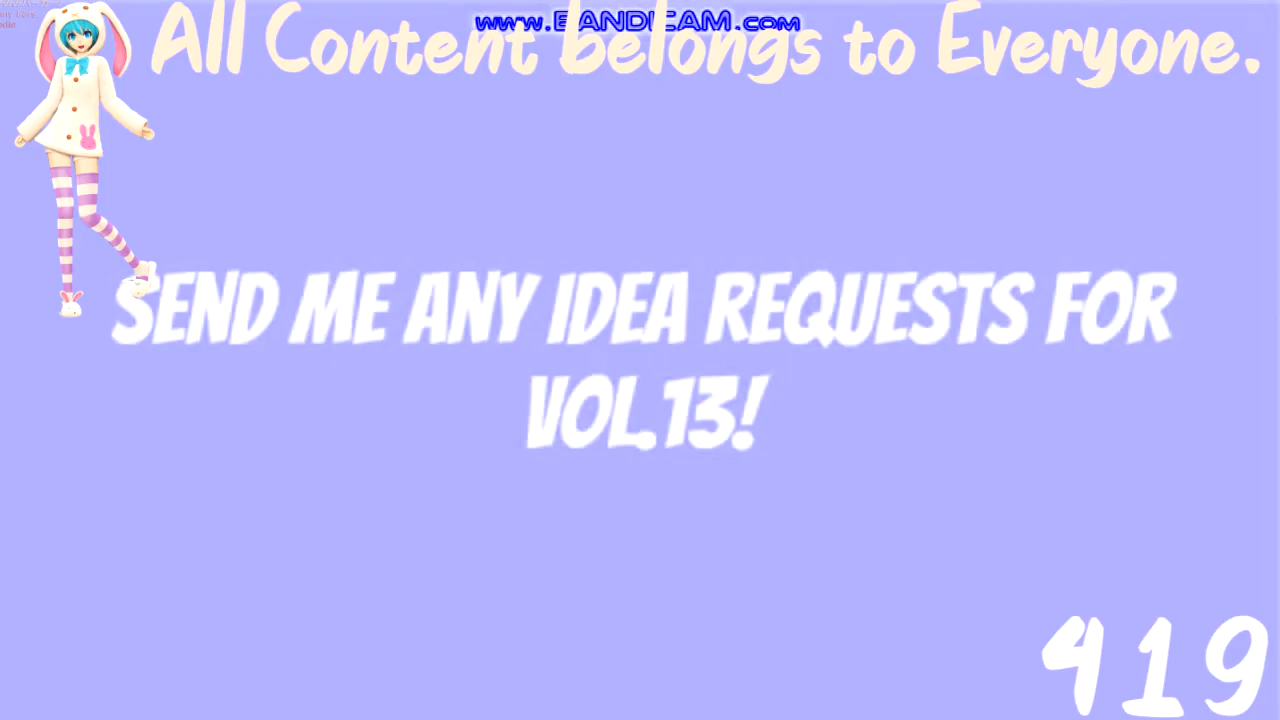 www.BANDICAM.com
All Content belongs to Everyone.
SEND ME ANY IDEA REQUESTS FOR
VOL.13!
419